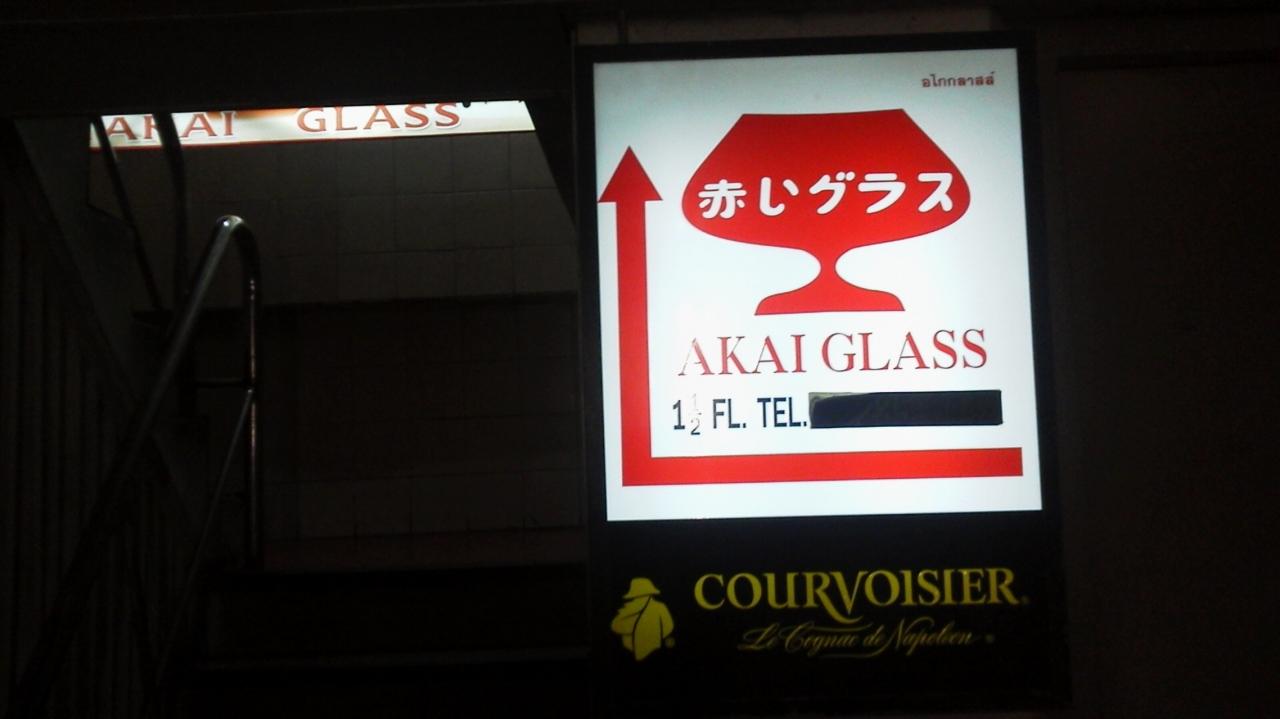 AKAI GLASS
อไกกลาสส์
赤いグラス
AKAI GLASS
1½ FL. TEL.
COURVOISIER
Le Cognac de Napoleon